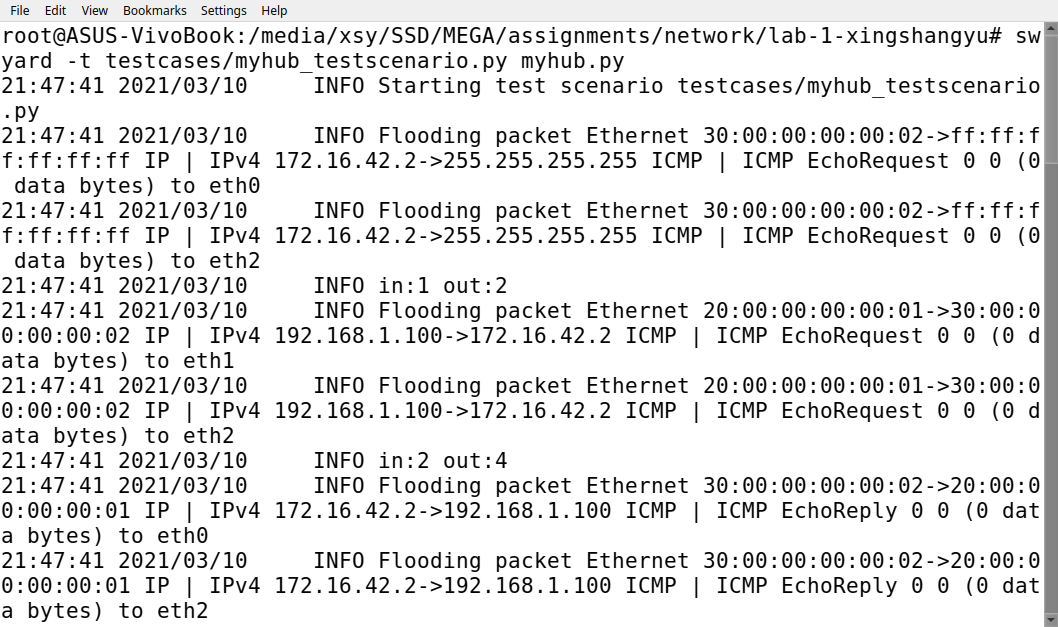 File Edit View Bookmarks Settings Help
root@ASUS-VivoBook:/media/xsy/SSD/MEGA/assignments/network/lab-1-xingshangyu# sw
yard -t testcases/myhub_testscenario.py myhub.py
21:47:41 2021/03/10     INFO Starting test scenario testcases/myhub_testscenario
.py
21:47:41 2021/03/10     INFO Flooding packet Ethernet 30:00:00:00:00:02->ff:ff:f
f:ff:ff:ff IP | IPv4 172.16.42.2->255.255.255.255 ICMP | ICMP EchoRequest 0 0 (0
 data bytes) to eth0
21:47:41 2021/03/10     INFO Flooding packet Ethernet 30:00:00:00:00:02->ff:ff:f
f:ff:ff:ff IP | IPv4 172.16.42.2->255.255.255.255 ICMP | ICMP EchoRequest 0 0 (0
 data bytes) to eth2
21:47:41 2021/03/10     INFO in:1 out:2
21:47:41 2021/03/10     INFO Flooding packet Ethernet 20:00:00:00:00:01->30:00:0
0:00:00:02 IP | IPv4 192.168.1.100->172.16.42.2 ICMP | ICMP EchoRequest 0 0 (0 d
ata bytes) to eth1
21:47:41 2021/03/10     INFO Flooding packet Ethernet 20:00:00:00:00:01->30:00:0
0:00:00:02 IP | IPv4 192.168.1.100->172.16.42.2 ICMP | ICMP EchoRequest 0 0 (0 d
ata bytes) to eth2
21:47:41 2021/03/10     INFO in:2 out:4
21:47:41 2021/03/10     INFO Flooding packet Ethernet 30:00:00:00:00:02->20:00:0
0:00:00:01 IP | IPv4 172.16.42.2->192.168.1.100 ICMP | ICMP EchoReply 0 0 (0 dat
a bytes) to eth0
21:47:41 2021/03/10     INFO Flooding packet Ethernet 30:00:00:00:00:02->20:00:0
0:00:00:01 IP | IPv4 172.16.42.2->192.168.1.100 ICMP | ICMP EchoReply 0 0 (0 dat
a bytes) to eth2